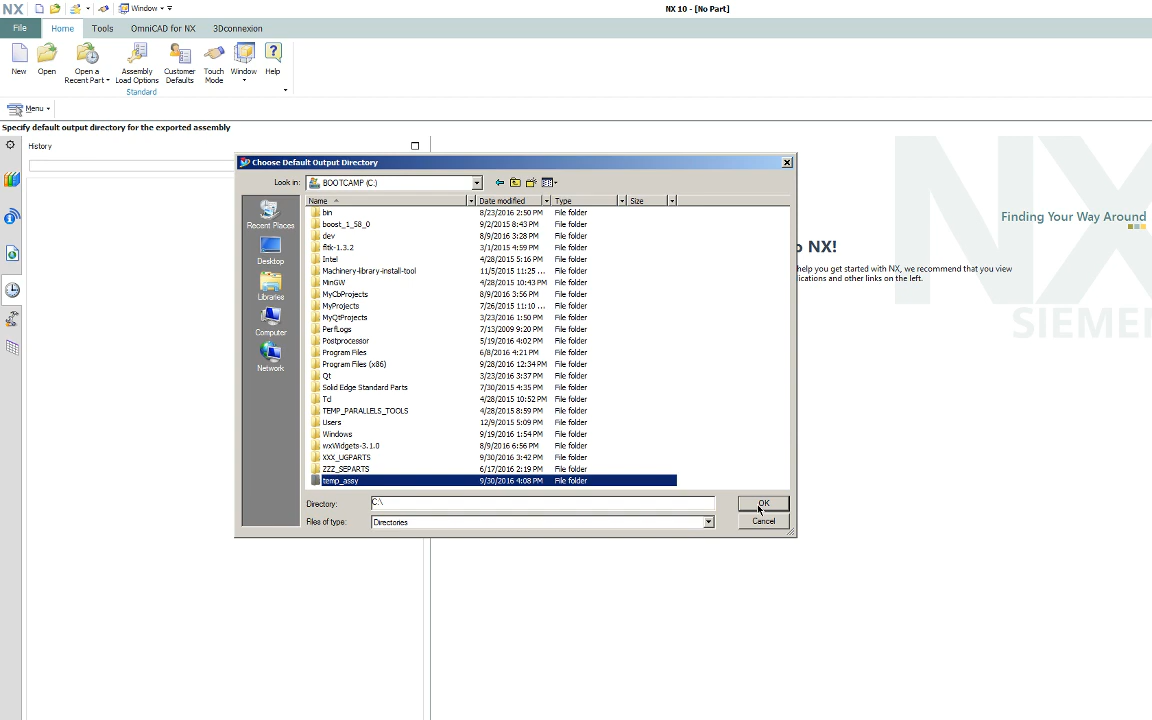 NX Window NX 10 - [No Part]
File Home Tools OmniCAD for NX 3Dconnexion
New Open Open a Recent Part Assembly Load Options Customer Defaults Touch Mode Window Help
Standard
Menu
Specify default output directory for the exported assembly
History
Choose Default Output Directory
Look in: BOOTCAMP (C:)
Name Date modified Type Size
bin 8/23/2016 2:50 PM File folder
boost_1_58_0 9/2/2015 8:43 PM File folder
dev 8/9/2016 3:28 PM File folder
fltk-1.3.2 3/1/2015 4:59 PM File folder
Intel 4/28/2015 5:16 PM File folder
Machinery-library-install-tool 11/5/2015 11:25 ... File folder
MinGW 4/28/2015 10:43 PM File folder
MyCbProjects 8/9/2016 3:56 PM File folder
MyProjects 7/26/2015 11:10 ... File folder
MyQtProjects 3/23/2016 1:50 PM File folder
PerfLogs 7/13/2009 9:20 PM File folder
Postprocessor 5/19/2016 4:02 PM File folder
Program Files 6/8/2016 4:21 PM File folder
Program Files (x86) 9/28/2016 12:34 PM File folder
Qt 3/23/2016 3:37 PM File folder
Solid Edge Standard Parts 7/30/2015 4:35 PM File folder
Td 4/28/2015 10:52 PM File folder
TEMP_PARALLELS_TOOLS 4/28/2015 8:59 PM File folder
Users 12/9/2015 5:09 PM File folder
Windows 9/19/2016 1:54 PM File folder
wxWidgets-3.1.0 8/9/2016 6:56 PM File folder
XXX_UGPARTS 9/30/2016 3:42 PM File folder
ZZZ_SEPARTS 6/17/2016 2:19 PM File folder
temp_assy 9/30/2016 4:08 PM File folder
Recent Places
Desktop
Libraries
Computer
Network
Directory: C:\ OK
Files of type: Directories Cancel
NX
Finding Your Way Around
o NX!
help you get started with NX, we recommend that you view
lications and other links on the left.
SIEMEN